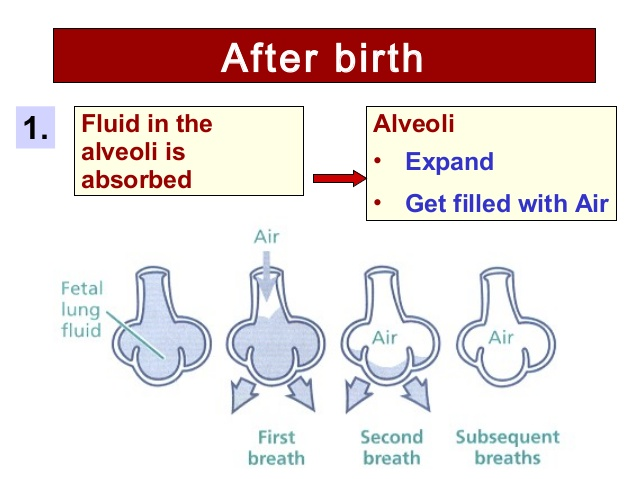 After birth
1.
Fluid in the
alveoli is
absorbed
Alveoli
• Expand
• Get filled with Air
Air
Fetal
lung
fluid
Air
Air
First
breath
Second
breath
Subsequent
breaths